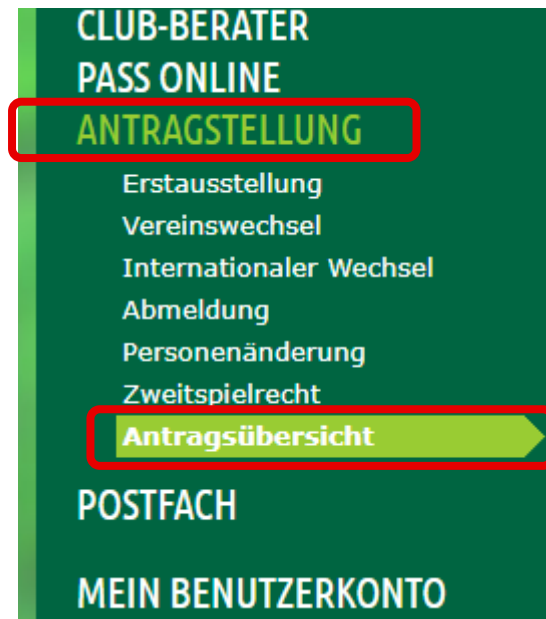 CLUB-BERATER
PASS ONLINE
ANTRAGSTELLUNG
Erstausstellung
Vereinswechsel
Internationaler Wechsel
Abmeldung
Personenänderung
Zweitspielrecht
Antragsübersicht
POSTFACH
MEIN BENUTZERKONTO